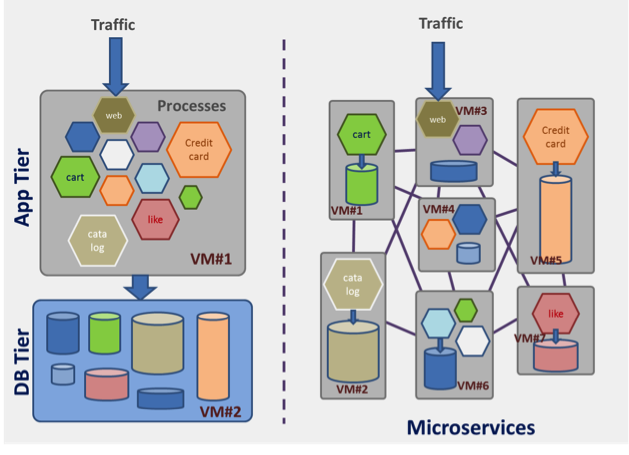 Traffic
Processes
web
Credit
card
cart
like
cata
log
VM#1
App Tier
DB Tier
VM#2
Traffic
web
VM#3
cart
VM#1
Credit
card
VM#5
VM#4
cata
log
VM#2
VM#6
like
VM#7
Microservices